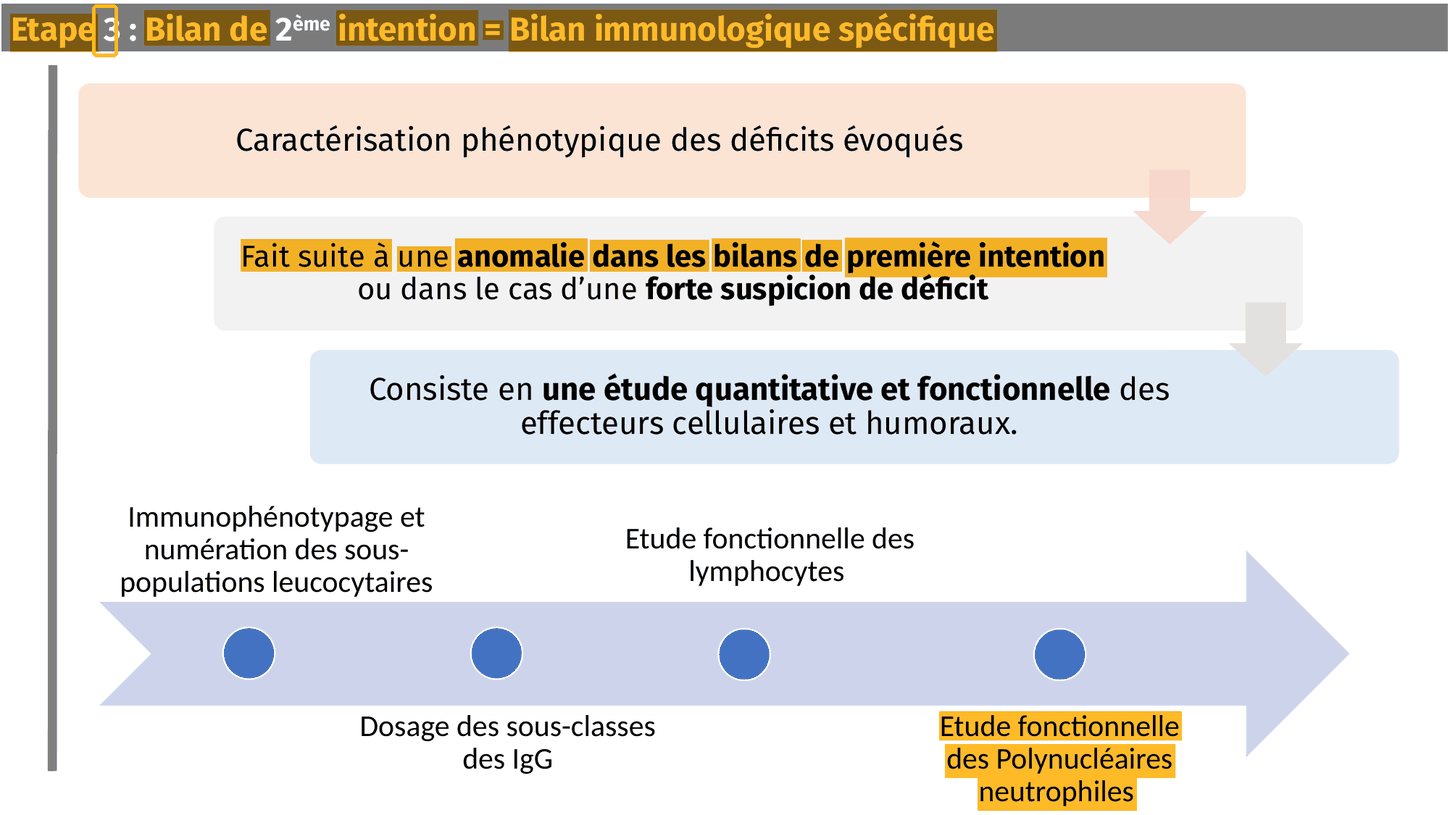 Etape 3 : Bilan de 2ème intention = Bilan immunologique spécifique
Caractérisation phénotypique des déficits évoqués
Fait suite à une anomalie dans les bilans de première intention
ou dans le cas d’une forte suspicion de déficit
Consiste en une étude quantitative et fonctionnelle des
effecteurs cellulaires et humoraux.
Immunophénotypage et
numération des sous-
populations leucocytaires
Dosage des sous-classes
des IgG
Etude fonctionnelle des
lymphocytes
Etude fonctionnelle
des Polynucléaires
neutrophiles